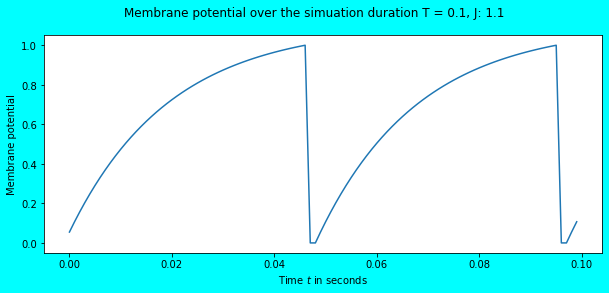 Membrane potential over the simuation duration T = 0.1, J: 1.1
1.0
0.8
0.6
0.4
0.2
0.0
Membrane potential
0.00 0.02 0.04 0.06 0.08 0.10
Time t in seconds